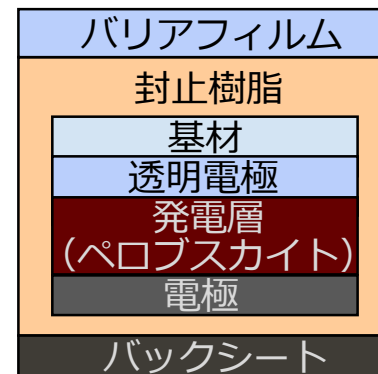 バリアフィルム
封止樹脂
基材
透明電極
発電層
（ペロブスカイト）
電極
バックシート